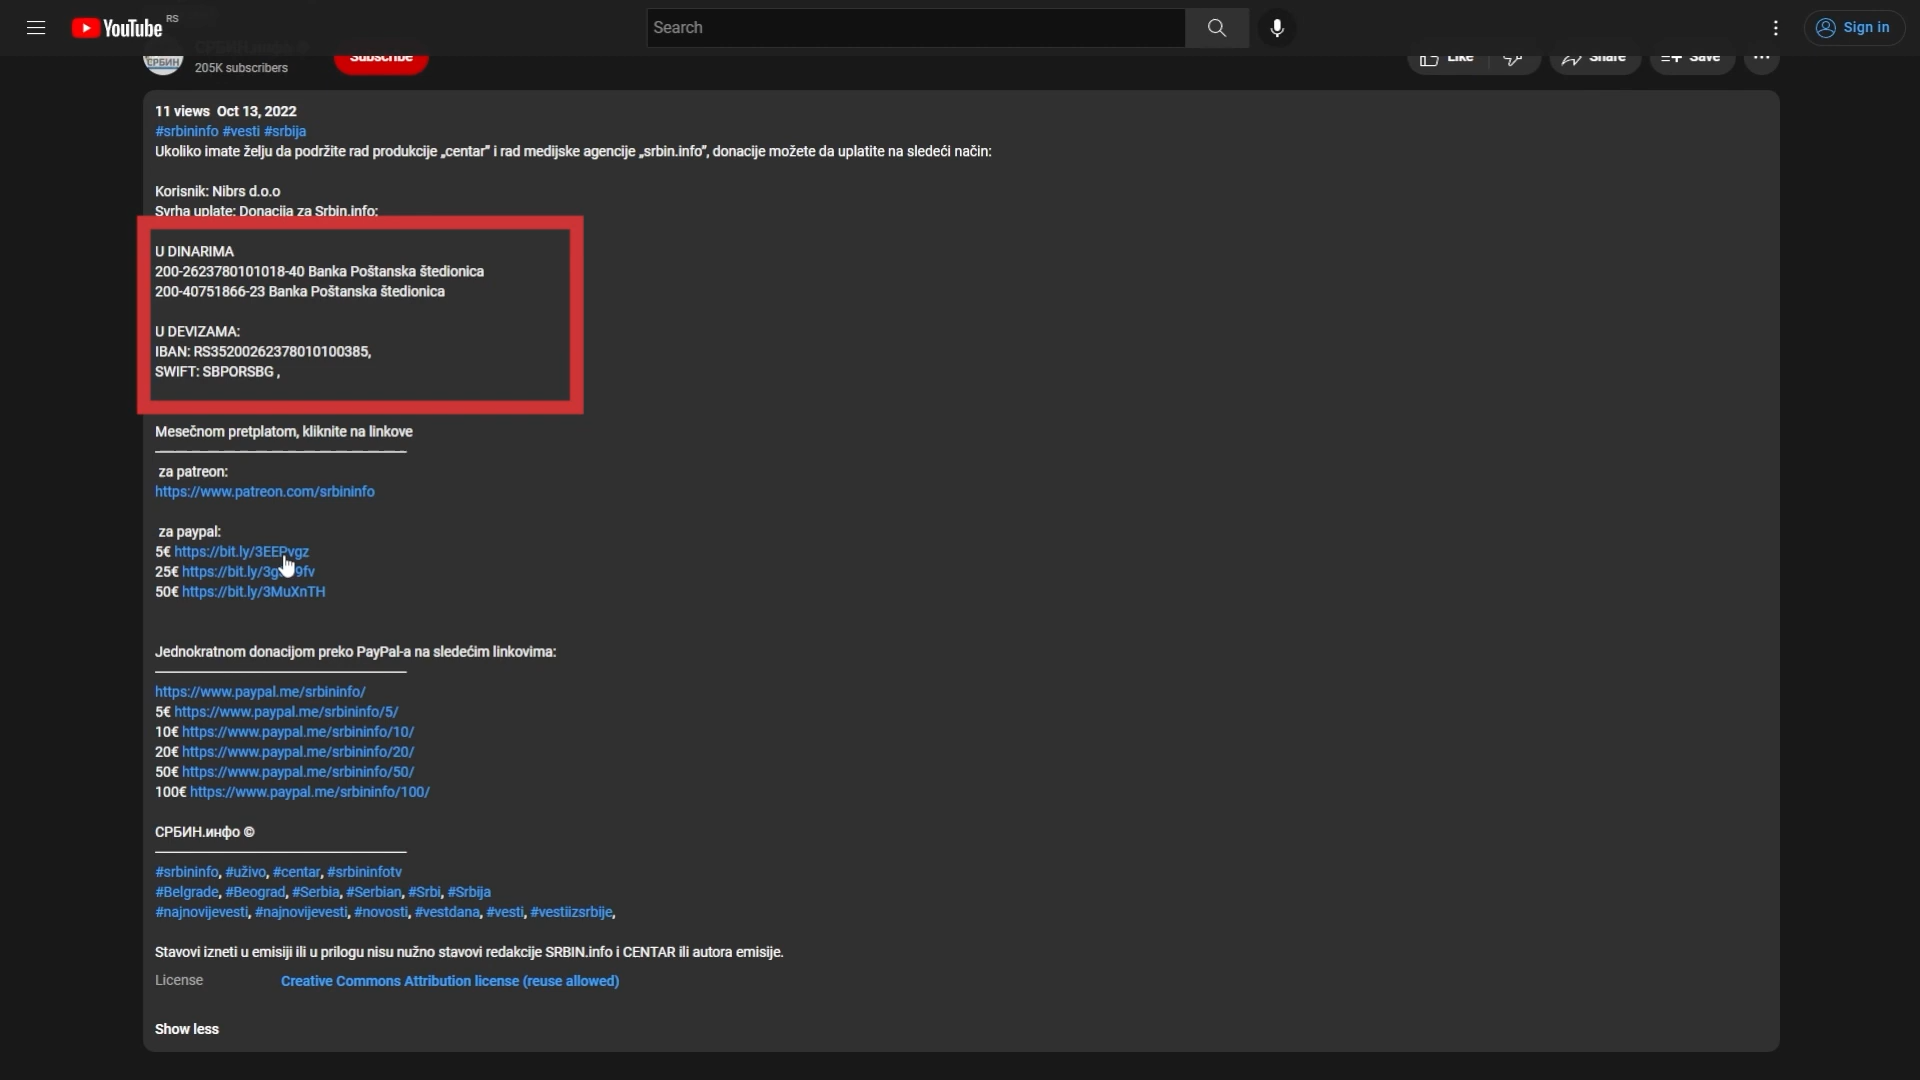 YouTube RS
Search
Sign in
СРБИН
205K subscribers
Subscribe
Like
Share
Save
11 views Oct 13, 2022
#srbininfo #vesti #srbija
Ukoliko imate želju da podržite rad produkcije „centar” i rad medijske agencije „srbin.info”, donacije možete da uplatite na sledeći način:
Korisnik: Nibrs d.o.o
Svrha uplate: Donacija za Srbin.info:
U DINARIMA
200-2623780101018-40 Banka Poštanska štedionica
200-40751866-23 Banka Poštanska štedionica
U DEVIZAMA:
IBAN: RS35200262378010100385,
SWIFT: SBPORSBG ,
Mesečnom pretplatom, kliknite na linkove
za patreon:
https://www.patreon.com/srbininfo
za paypal:
5€ https://bit.ly/3EEPvgz
25€
50€ https://bit.ly/3MuXnTH
Jednokratnom donacijom preko PayPal-a na sledećim linkovima:
https://www.paypal.me/srbininfo/
5€ https://www.paypal.me/srbininfo/5/
10€ https://www.paypal.me/srbininfo/10/
20€ https://www.paypal.me/srbininfo/20/
50€ https://www.paypal.me/srbininfo/50/
100€ https://www.paypal.me/srbininfo/100/
СРБИН.инфо ©
#srbininfo, #uživo, #centar, #srbininfotv
#Belgrade, #Beograd, #Serbia, #Serbian, #Srbi, #Srbija
#najnovijevesti, #najnovijevesti, #novosti, #vestdana, #vesti, #vestiizsrbije,
Stavovi izneti u emisiji ili u prilogu nisu nužno stavovi redakcije SRBIN.info i CENTAR ili autora emisije.
License Creative Commons Attribution license (reuse allowed)
Show less